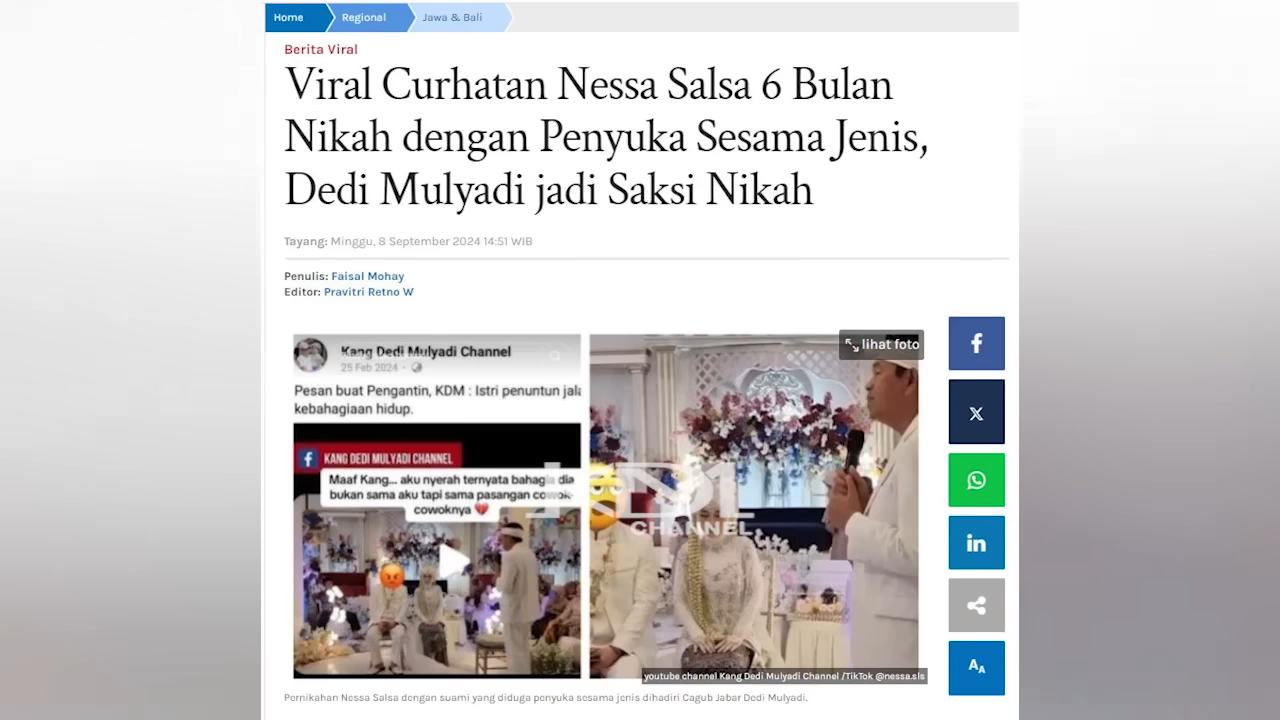 Home
Regional
Jawa & Bali
Berita Viral
Viral Curhatan Nessa Salsa 6 Bulan
Nikah dengan Penyuka Sesama Jenis,
Dedi Mulyadi jadi Saksi Nikah
Tayang: Minggu, 8 September 2024 14:51 WIB
Penulis: Faisal Mohay
Editor: Pravitri Retno W
lihat foto
Kang Dedi Mulyadi Channel
25 Feb 2024
Pesan buat Pengantin, KDM : Istri penuntun jala
kebahagiaan hidup.
KANG DEDI MULYADI CHANNEL
Maaf Kang... aku nyerah ternyata bahagia dia
bukan sama aku tapi sama pasangan cowok-
cowoknya
KDM
CHANNEL
youtube channel Kang Dedi Mulyadi Channel /TikTok @nessa.sls
Pernikahan Nessa Salsa dengan suami yang diduga penyuka sesama jenis dihadiri Cagub Jabar Dedi Mulyadi.
AA